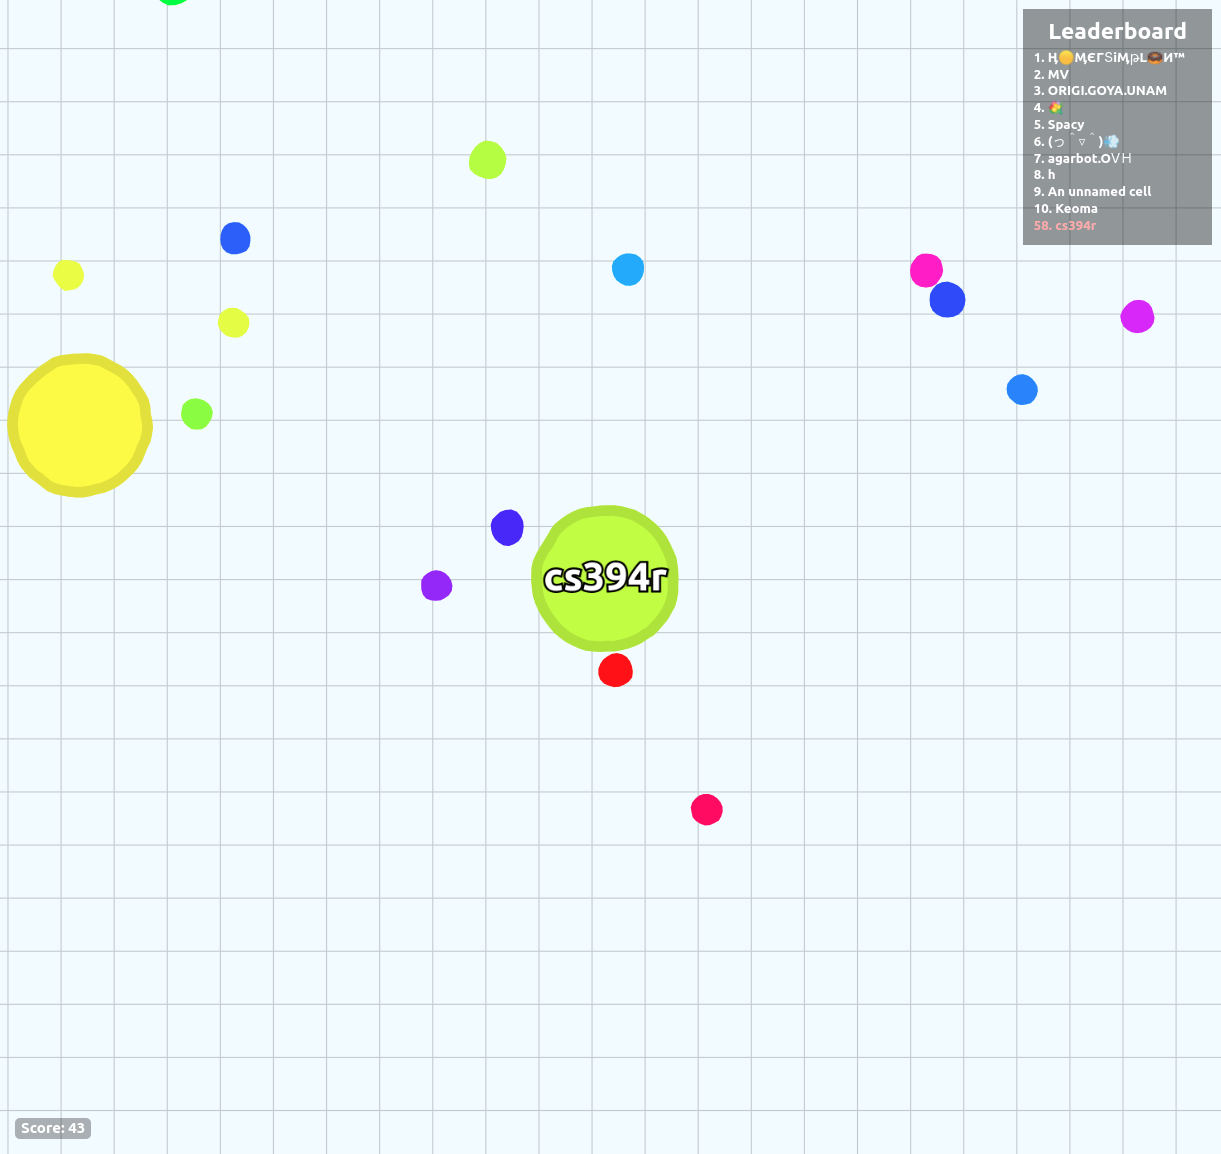 Leaderboard
1. Ң🟡ӍЄГЅiӍթL🍩И™
2. MV
3. ORIGI.GOYA.UNAM
4.
5. Spacy
6. (っ＾▿＾)💨
7. agarbot.OVH
8. h
9. An unnamed cell
10. Keoma
58. cs394r
cs394r
Score: 43